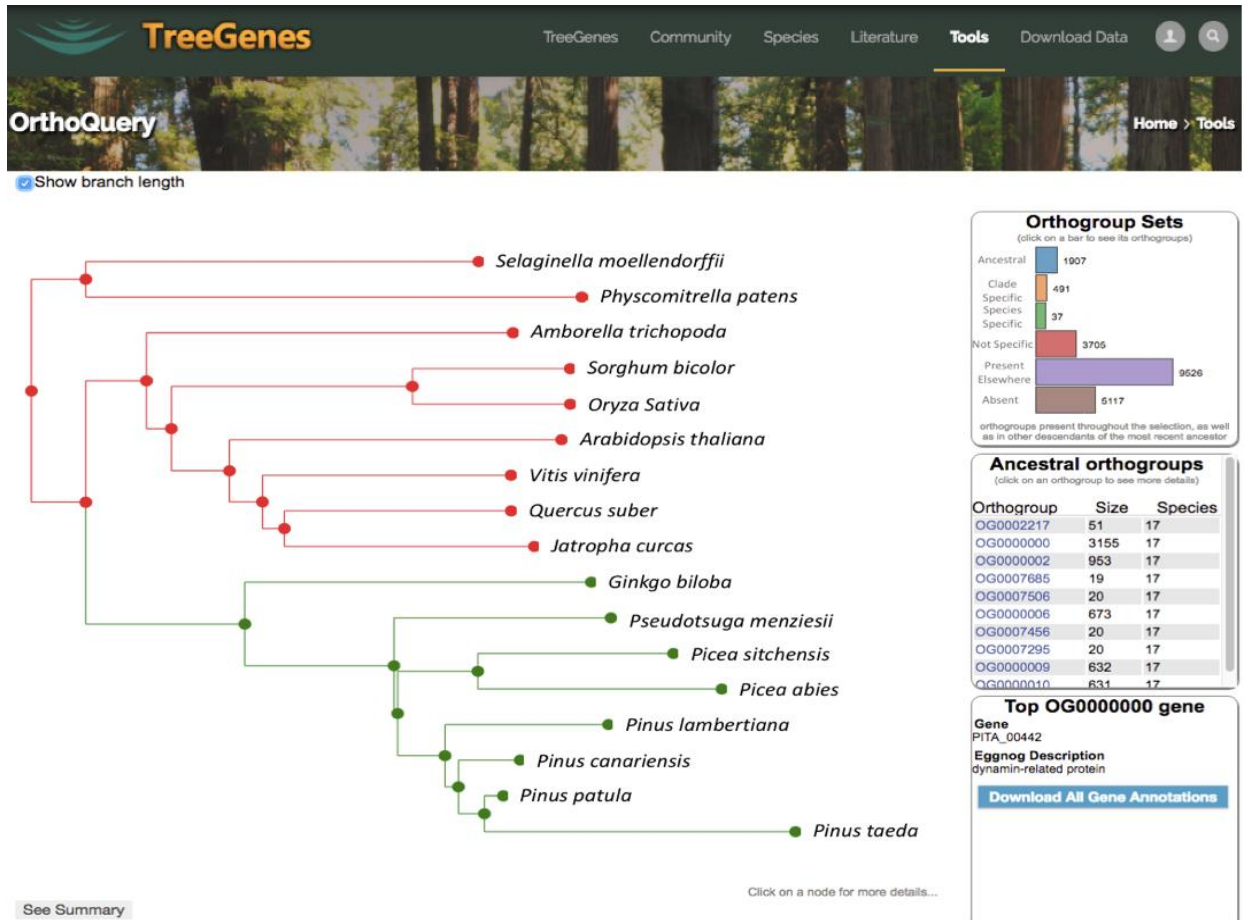 TreeGenes
TreeGenes Community Species Literature Tools Download Data
OrthoQuery
Home > Tools
Show branch length
Selaginella moellendorffii
Physcomitrella patens
Amborella trichopoda
Sorghum bicolor
Oryza Sativa
Arabidopsis thaliana
Vitis vinifera
Quercus suber
Jatropha curcas
Ginkgo biloba
Pseudotsuga menziesii
Picea sitchensis
Picea abies
Pinus lambertiana
Pinus canariensis
Pinus patula
Pinus taeda
Click on a node for more details...
See Summary
Orthogroup Sets
(click on a bar to see its orthogroups)
Ancestral 1907
Clade
Specific 491
Species
Specific 37
Not Specific 3705
Present
Elsewhere 9526
Absent 5117
orthogroups present throughout the selection, as well
as in other descendants of the most recent ancestor
Ancestral orthogroups
(click on an orthogroup to see more details)
Orthogroup Size Species
OG0002217 51 17
OG0000000 3155 17
OG0000002 953 17
OG0007685 19 17
OG0007506 20 17
OG0000006 673 17
OG0007456 20 17
OG0007295 20 17
OG0000009 632 17
OG0000010 631 17
Top OG0000000 gene
Gene
PITA_00442
Eggnog Description
dynamin-related protein
Download All Gene Annotations